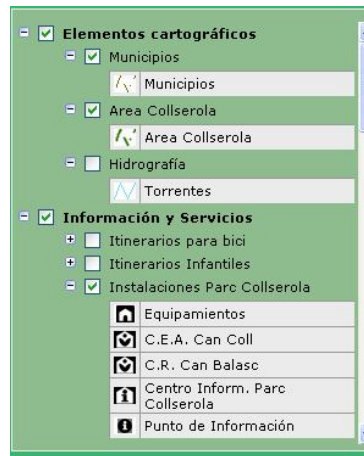 Elementos cartográficos
Municipios
Municipios
Area Collserola
Area Collserola
Hidrografía
Torrentes
Información y Servicios
Itinerarios para bici
Itinerarios Infantiles
Instalaciones Parc Collserola
Equipamientos
C.E.A. Can Coll
C.R. Can Balasc
Centro Inform. Parc
Collserola
Punto de Información